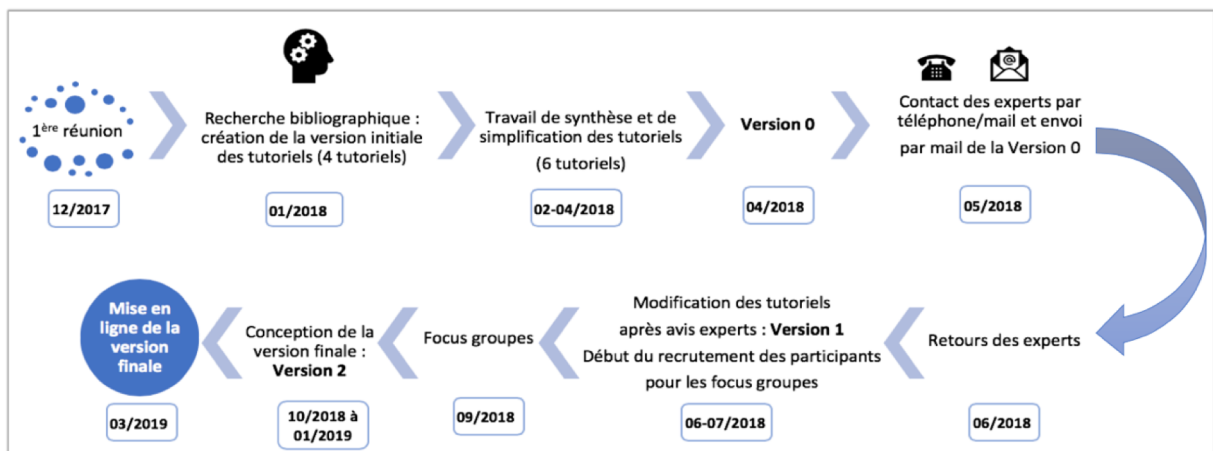 1ère réunion
12/2017
Recherche bibliographique :
création de la version initiale
des tutoriels (4 tutoriels)
01/2018
Travail de synthèse et de
simplification des tutoriels
(6 tutoriels)
02-04/2018
Version 0
04/2018
@
Contact des experts par
téléphone/mail et envoi
par mail de la Version 0
05/2018
Retours des experts
06/2018
Modification des tutoriels
après avis experts : Version 1
Début du recrutement des participants
pour les focus groupes
06-07/2018
Focus groupes
09/2018
Conception de la
version finale :
Version 2
10/2018 à
01/2019
Mise en
ligne de la
version
finale
03/2019